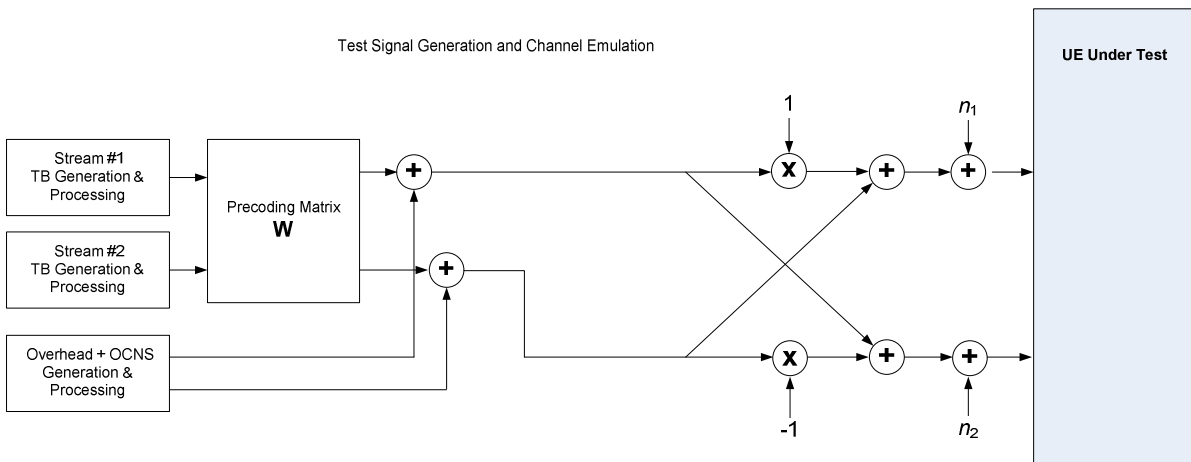 Test Signal Generation and Channel Emulation
UE Under Test
1
n1
Stream #1
TB Generation &
Processing
+
x
+
+
Precoding Matrix
W
Stream #2
TB Generation &
Processing
+
Overhead + OCNS
Generation &
Processing
x
+
+
-1
n2